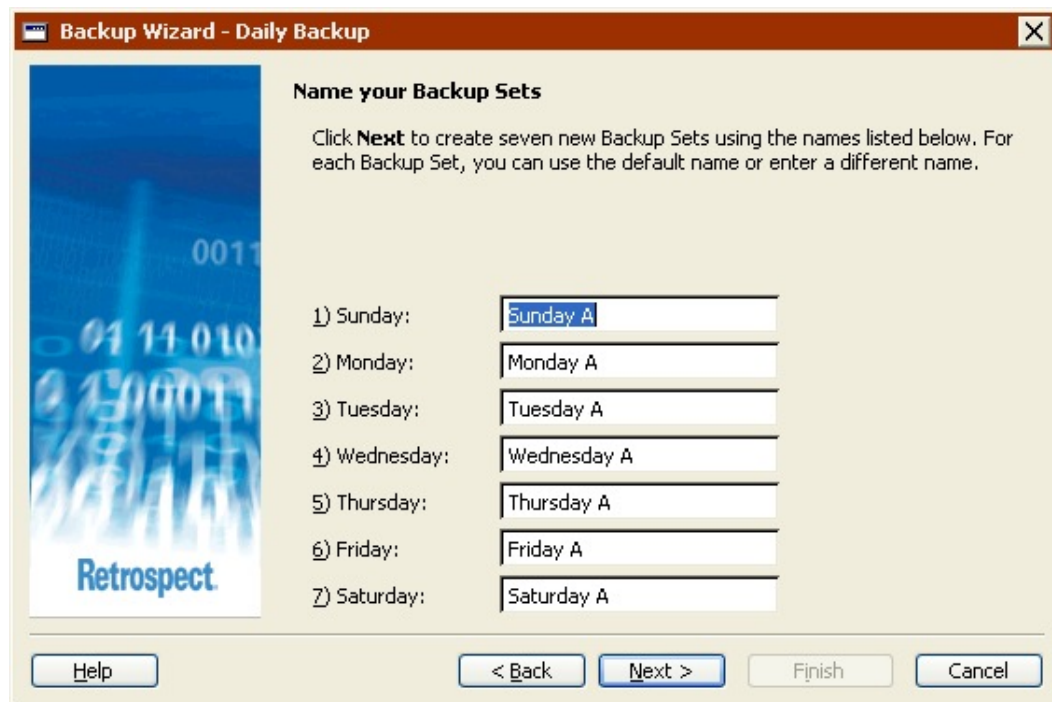 Backup Wizard - Daily Backup
Name your Backup Sets
Click Next to create seven new Backup Sets using the names listed below. For
each Backup Set, you can use the default name or enter a different name.
0011
01 11 010
Retrospect
1) Sunday: Sunday A
2) Monday: Monday A
3) Tuesday: Tuesday A
4) Wednesday: Wednesday A
5) Thursday: Thursday A
6) Friday: Friday A
7) Saturday: Saturday A
Help < Back Next > Finish Cancel